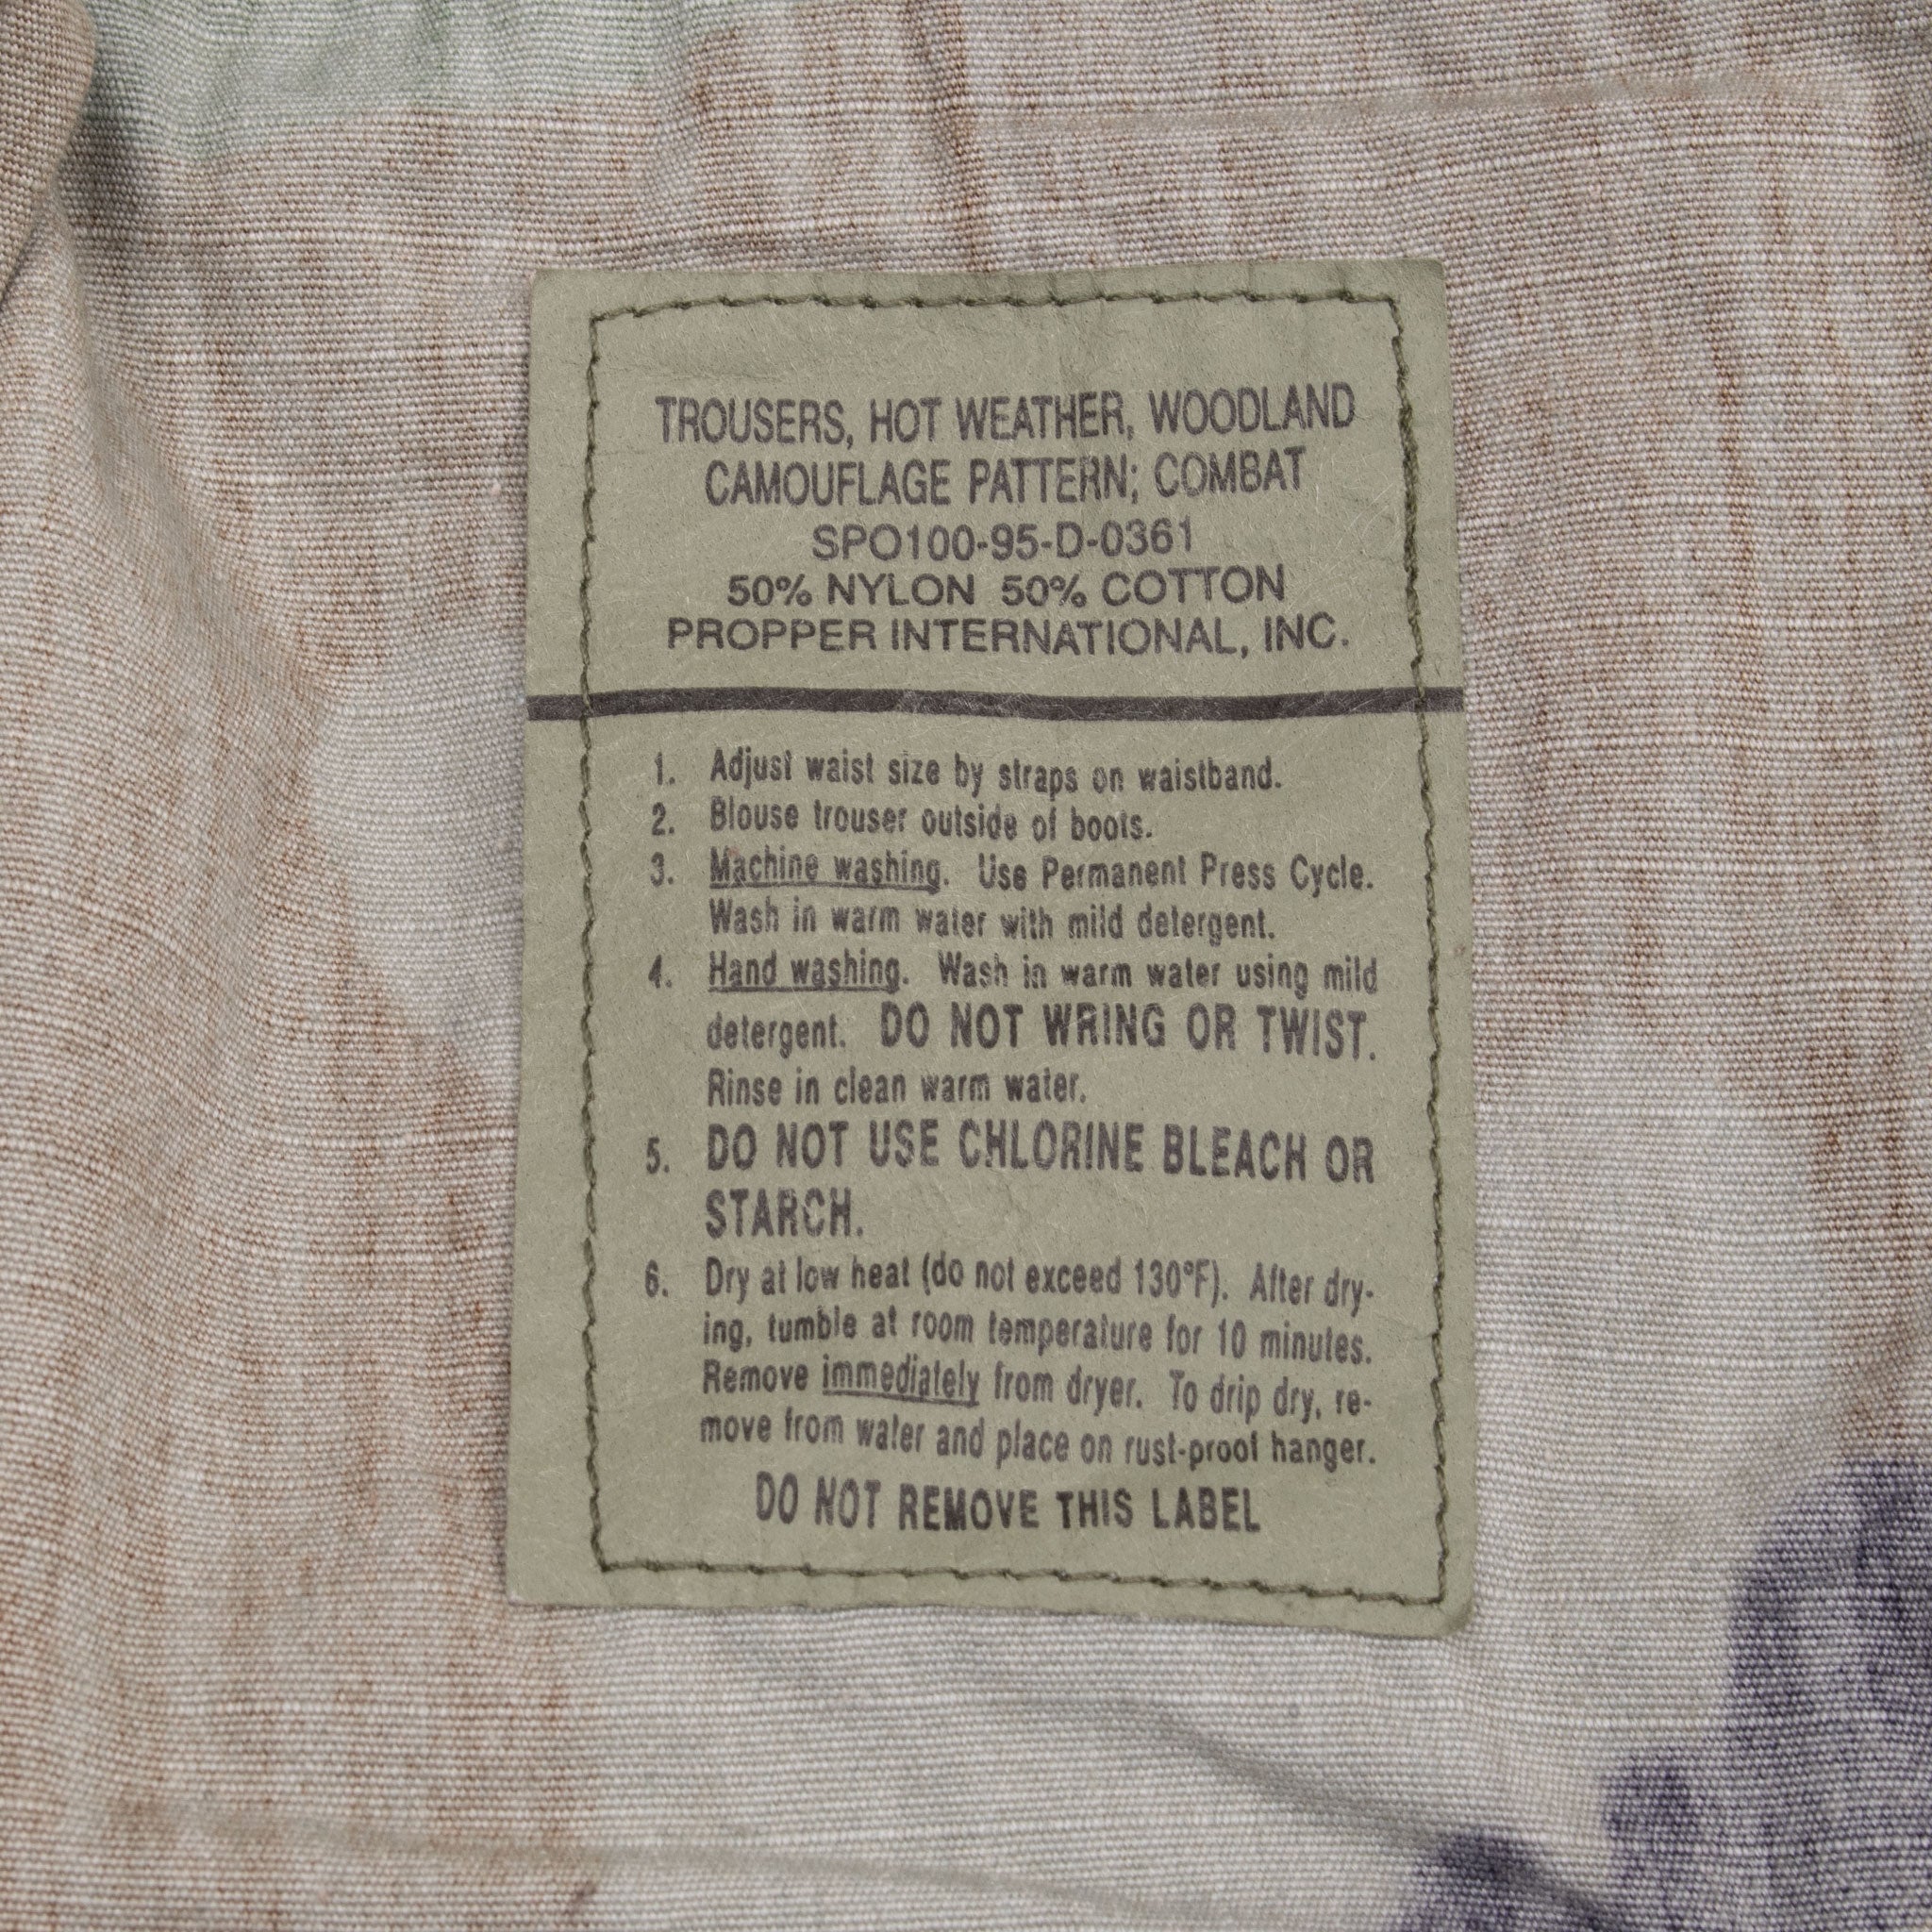 TROUSERS, HOT WEATHER, WOODLAND
CAMOUFLAGE PATTERN; COMBAT
SPO100-95-D-0361
50% NYLON 50% COTTON
PROPPER INTERNATIONAL, INC.
1. Adjust waist size by straps on waistband.
2. Blouse trouser outside of boots.
3. Machine washing. Use Permanent Press Cycle.
Wash in warm water with mild detergent.
4. Hand washing. Wash in warm water using mild
detergent. DO NOT WRING OR TWIST.
Rinse in clean warm water.
5. DO NOT USE CHLORINE BLEACH OR
STARCH.
6. Dry at low heat (do not exceed 130°F). After dry-
ing, tumble at room temperature for 10 minutes.
Remove immediately from dryer. To drip dry, re-
move from water and place on rust-proof hanger.
DO NOT REMOVE THIS LABEL